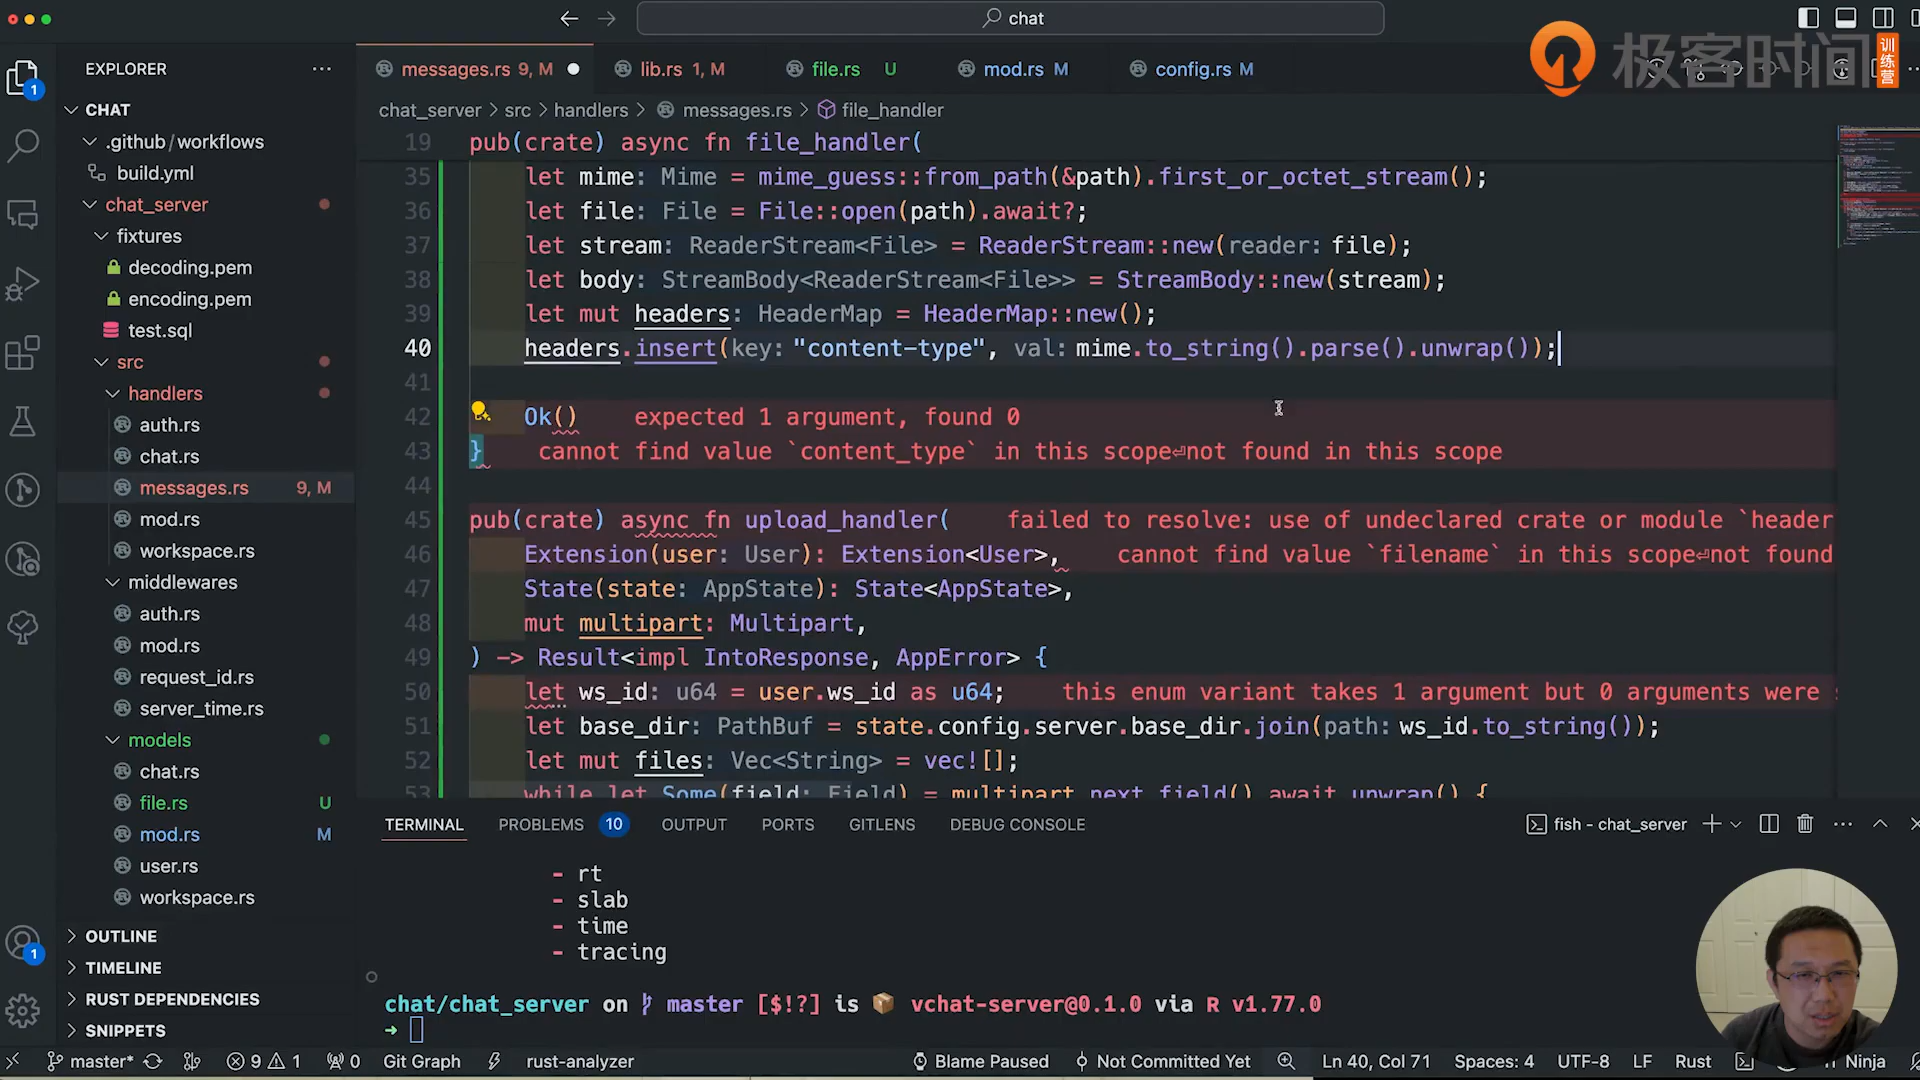 chat
极客时间
训练营
EXPLORER
messages.rs 9, M
lib.rs 1, M
file.rs U
mod.rs M
config.rs M
CHAT
chat_server > src > handlers > messages.rs > file_handler
.github/workflows
19 pub(crate) async fn file_handler(
build.yml
35 let mime: Mime = mime_guess::from_path(&path).first_or_octet_stream();
chat_server
36 let file: File = File::open(path).await?;
fixtures
37 let stream: ReaderStream<File> = ReaderStream::new(reader: file);
decoding.pem
38 let body: StreamBody<ReaderStream<File>> = StreamBody::new(stream);
encoding.pem
39 let mut headers: HeaderMap = HeaderMap::new();
test.sql
40 headers.insert(key: "content-type", val: mime.to_string().parse().unwrap());
src
41
handlers
42 Ok() expected 1 argument, found 0
auth.rs
43 } cannot find value `content_type` in this scope⏎not found in this scope
chat.rs
44
messages.rs 9, M
45 pub(crate) async fn upload_handler( failed to resolve: use of undeclared crate or module `header
mod.rs
46 Extension(user: User): Extension<User>, cannot find value `filename` in this scope⏎not found
workspace.rs
47 State(state: AppState): State<AppState>,
middlewares
48 mut multipart: Multipart,
auth.rs
49 ) -> Result<impl IntoResponse, AppError> {
mod.rs
50 let ws_id: u64 = user.ws_id as u64; this enum variant takes 1 argument but 0 arguments were
request_id.rs
51 let base_dir: PathBuf = state.config.server.base_dir.join(path: ws_id.to_string());
server_time.rs
52 let mut files: Vec<String> = vec![];
models
53 while let Some(field: Field) = multipart.next_field().await.unwrap() {
chat.rs
file.rs U
mod.rs M
user.rs
workspace.rs
OUTLINE
TIMELINE
RUST DEPENDENCIES
SNIPPETS
TERMINAL PROBLEMS 10 OUTPUT PORTS GITLENS DEBUG CONSOLE
fish - chat_server
- rt
- slab
- time
- tracing
chat/chat_server on master [$!?] is 📦 vchat-server@0.1.0 via R v1.77.0
→
1
1
master* 9 1 0 Git Graph rust-analyzer Blame Paused Not Committed Yet Ln 40, Col 71 Spaces: 4 UTF-8 LF Rust Ninja